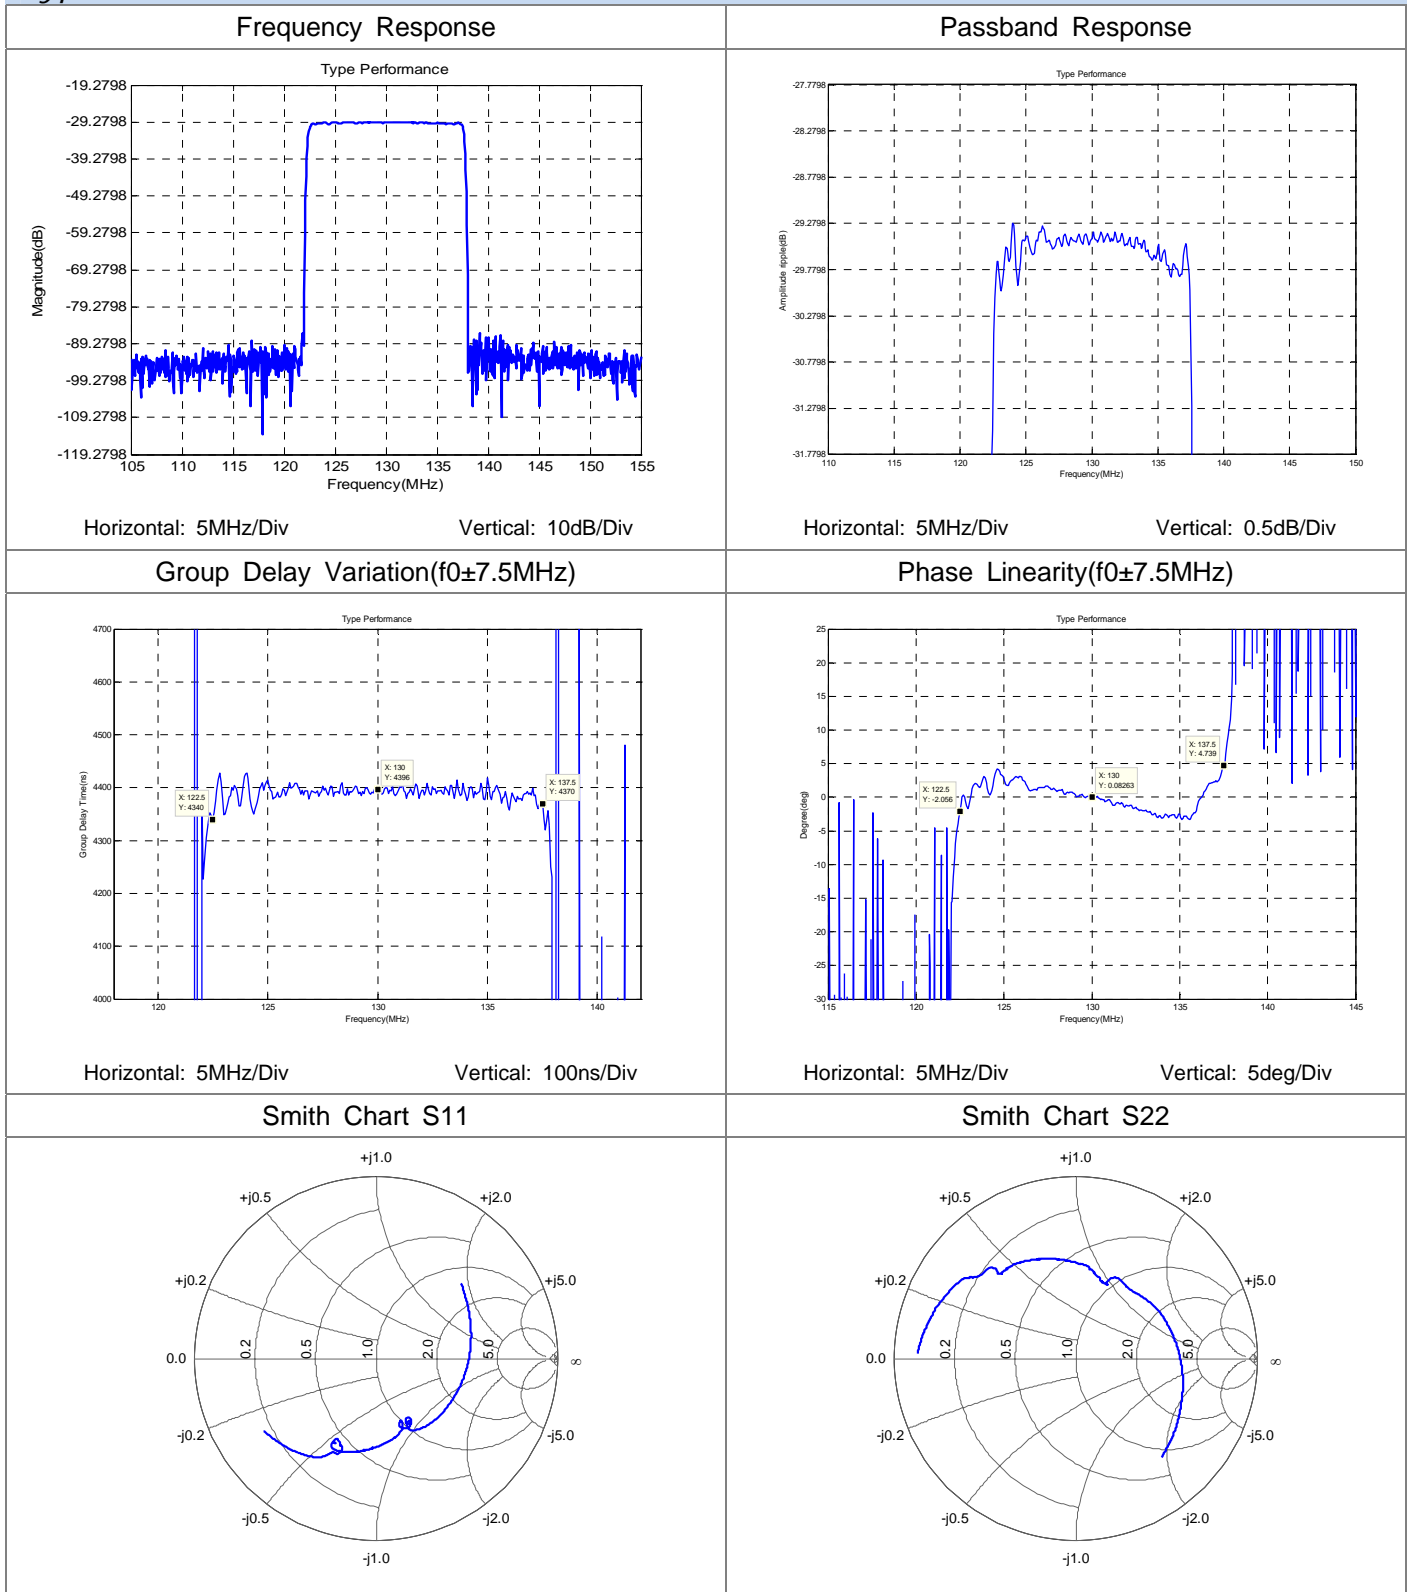 Frequency Response
Passband Response
Type Performance
-19.2798
-29.2798
-39.2798
-49.2798
-59.2798
-69.2798
-79.2798
-89.2798
-99.2798
-109.2798
-119.2798
Magnitude(dB)
105 110 115 120 125 130 135 140 145 150 155
Frequency(MHz)
Horizontal: 5MHz/Div Vertical: 10dB/Div
Type Performance
-27.7798
-28.2798
-28.7798
-29.2798
-29.7798
-30.2798
-30.7798
-31.2798
-31.7798
Amplitude ripple(dB)
110 115 120 125 130 135 140 145 150
Frequency(MHz)
Horizontal: 5MHz/Div Vertical: 0.5dB/Div
Group Delay Variation(f0±7.5MHz)
Phase Linearity(f0±7.5MHz)
Type Performance
4700
4600
4500
4400
4300
4200
4100
4000
Group Delay Time(ns)
X: 122.5
Y: 4340
X: 130
Y: 4396
X: 137.5
Y: 4370
120 125 130 135 140
Frequency(MHz)
Horizontal: 5MHz/Div Vertical: 100ns/Div
Type Performance
25
20
15
10
5
0
-5
-10
-15
-20
-25
-30
Degree(deg)
X: 122.5
Y: -2.056
X: 130
Y: 0.08263
X: 137.5
Y: 4.739
115 120 125 130 135 140 145
Frequency(MHz)
Horizontal: 5MHz/Div Vertical: 5deg/Div
Smith Chart S11
Smith Chart S22
+j1.0
+j0.5
+j2.0
+j0.2
+j5.0
0.0 0.2 0.5 1.0 2.0 5.0 ∞
-j0.2
-j5.0
-j0.5
-j2.0
-j1.0
+j1.0
+j0.5
+j2.0
+j0.2
+j5.0
0.0 0.2 0.5 1.0 2.0 5.0 ∞
-j0.2
-j5.0
-j0.5
-j2.0
-j1.0